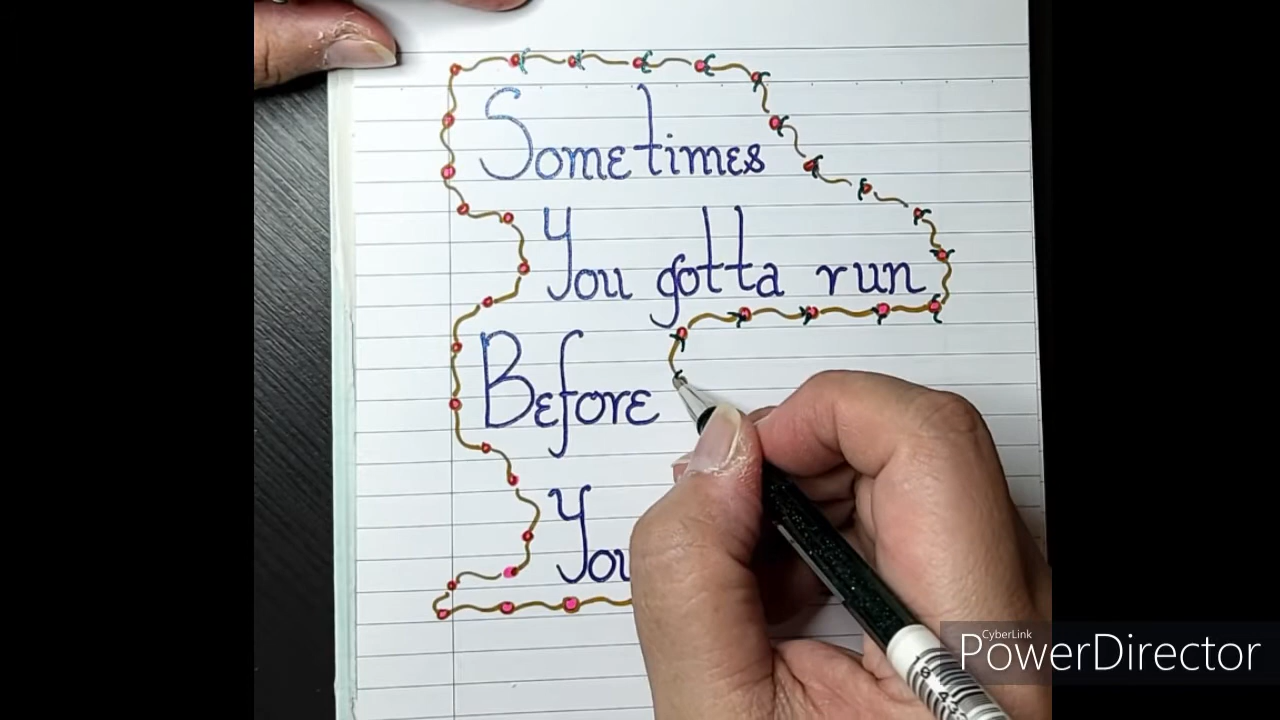 Sometimes
You gotta run
Before
You
CyberLink
PowerDirector